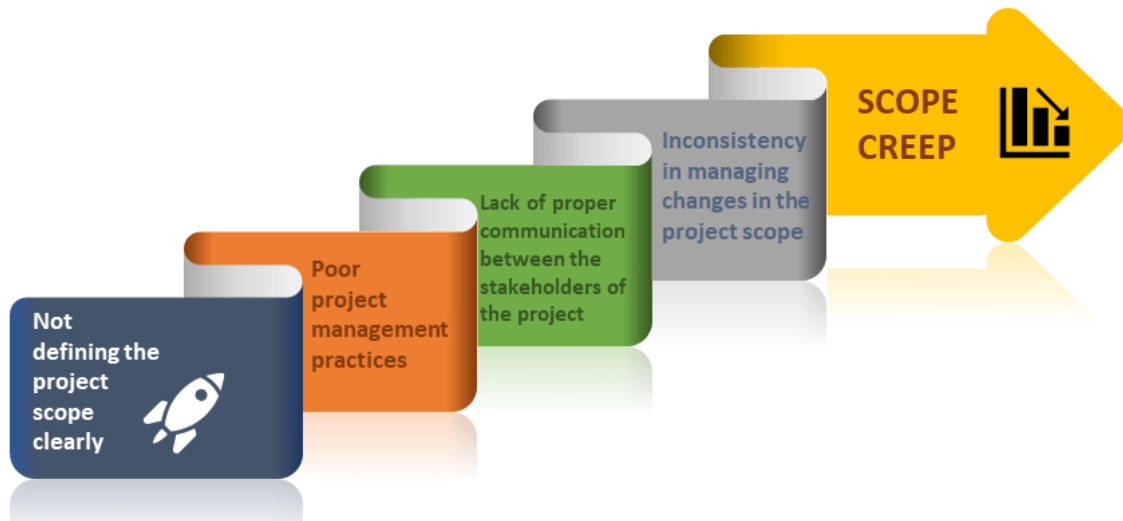 Not
defining the
project
scope
clearly
Poor
project
management
practices
Lack of proper
communication
between the
stakeholders of
the project
Inconsistency
in managing
changes in the
project scope
SCOPE
CREEP